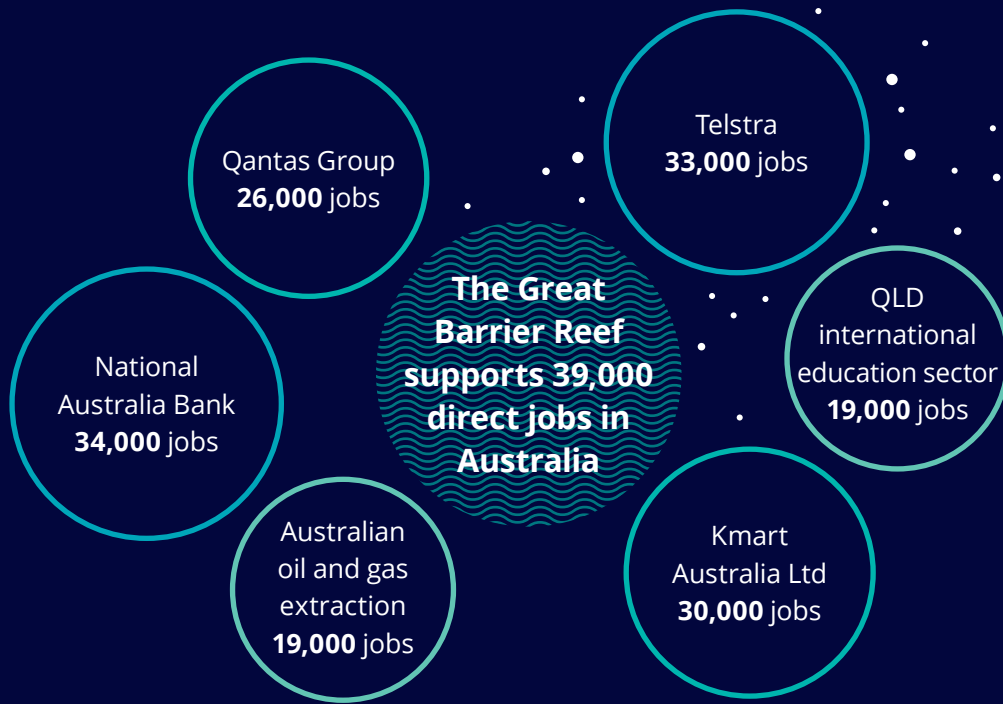 Qantas Group
26,000 jobs
Telstra
33,000 jobs
The Great
Barrier Reef
supports 39,000
direct jobs in
Australia
QLD
international
education sector
19,000 jobs
National
Australia Bank
34,000 jobs
Australian
oil and gas
extraction
19,000 jobs
Kmart
Australia Ltd
30,000 jobs